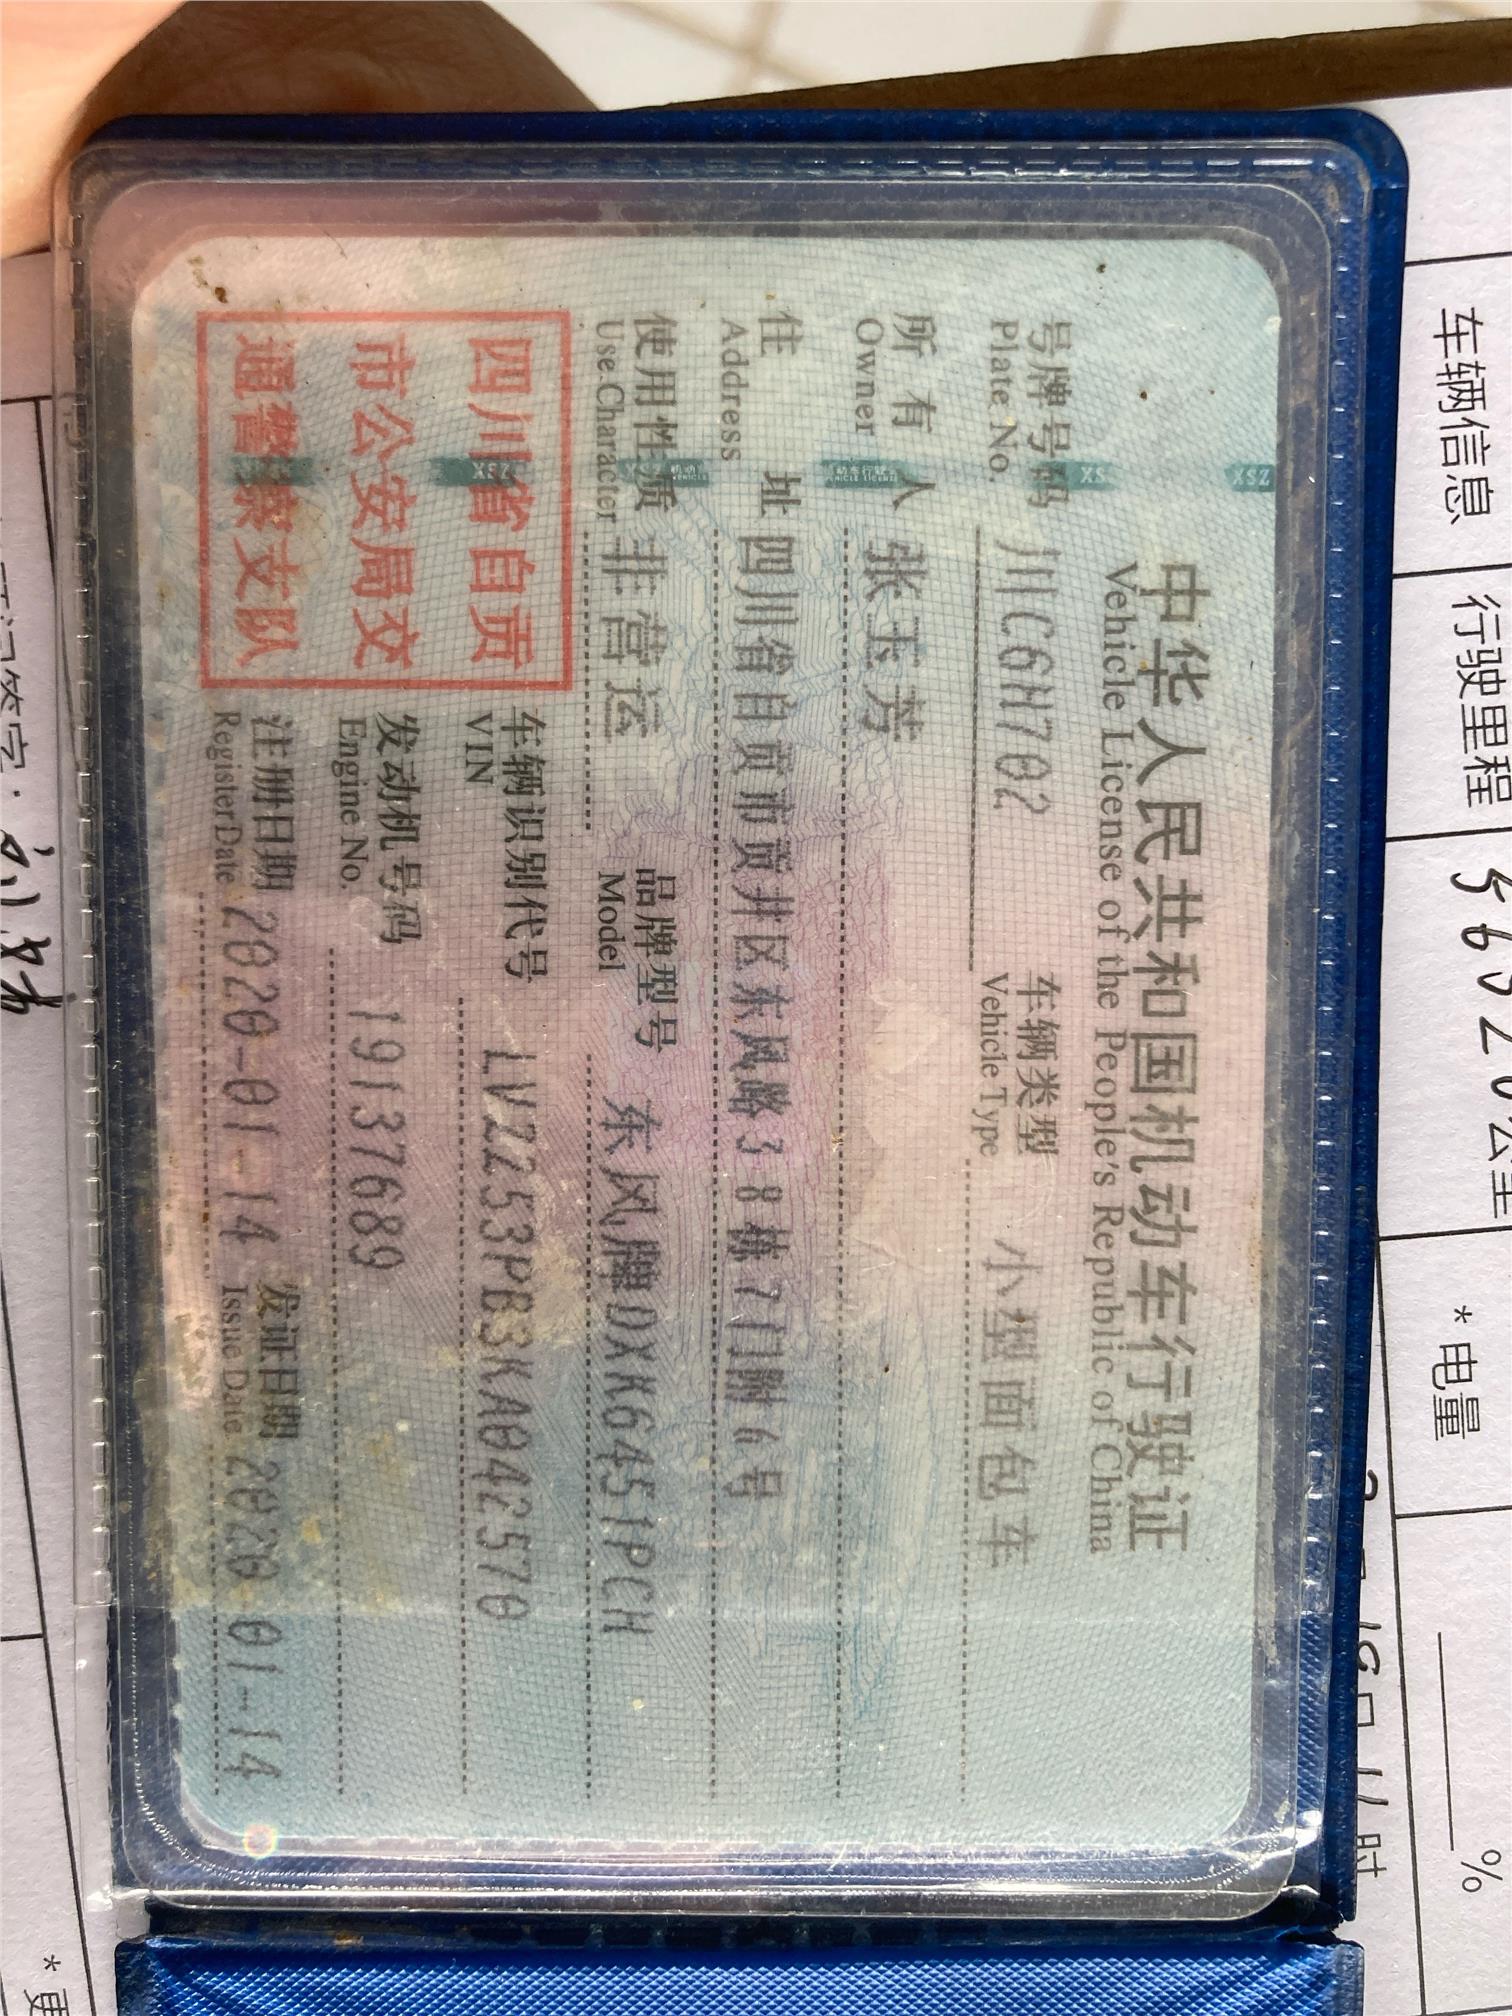 中华人民共和国机动车行驶证
Vehicle License of the People's Republic of China
号牌号码 川C6H702 车辆类型 小型面包车
Plate No. Vehicle Type
所有人 张玉芳
Owner
住址 四川省自贡市贡井区东风路38栋7门附6号
Address
使用性质 非营运 品牌型号 东风牌DXK6451PCH
Use Character Model
四川省自贡
市公安局交
通警察支队
车辆识别代号 LVZZ53PB3KA042570
VIN
发动机号码 19137689
Engine No.
注册日期 2020-01-14 发证日期 2020-01-14
Register Date Issue Date
车辆信息 行驶里程 56320公里 *电量 %